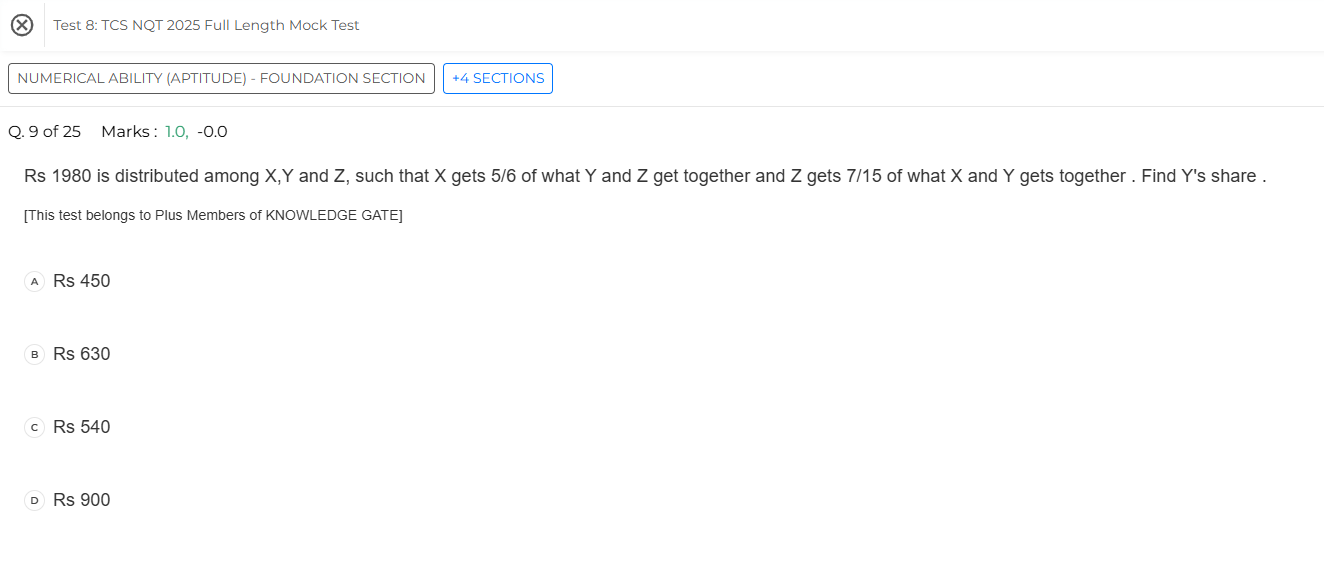 Test 8: TCS NQT 2025 Full Length Mock Test
NUMERICAL ABILITY (APTITUDE) - FOUNDATION SECTION +4 SECTIONS
Q. 9 of 25 Marks : 1.0, -0.0
Rs 1980 is distributed among X,Y and Z, such that X gets 5/6 of what Y and Z get together and Z gets 7/15 of what X and Y gets together . Find Y's share .
[This test belongs to Plus Members of KNOWLEDGE GATE]
A Rs 450
B Rs 630
C Rs 540
D Rs 900